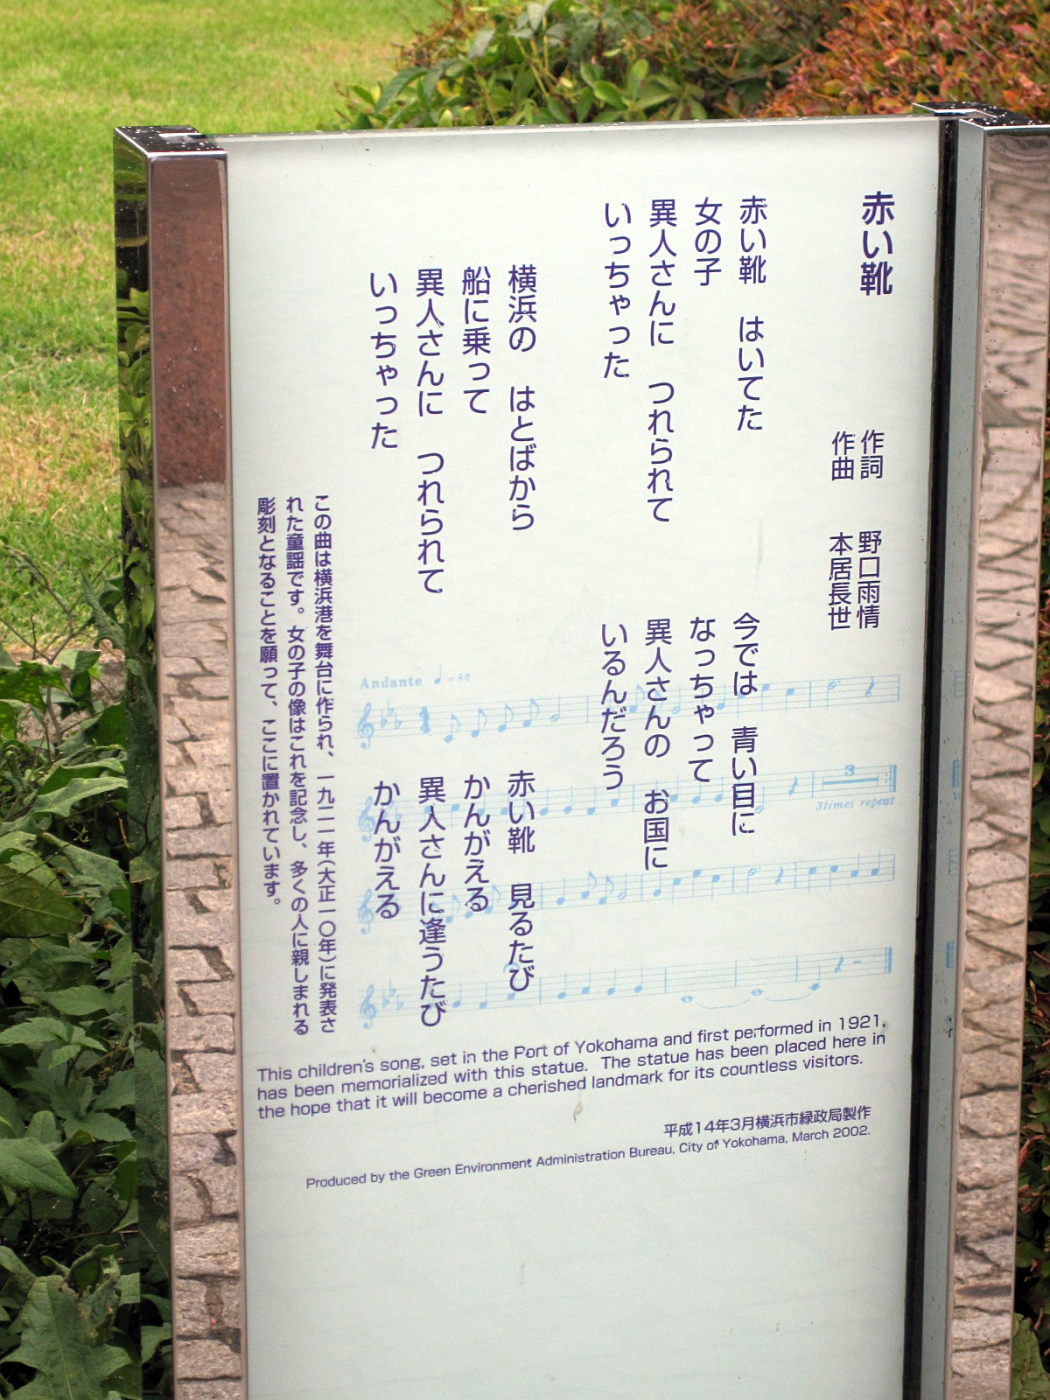 赤い靴
作詞　野口雨情
作曲　本居長世
赤い靴　はいてた
女の子
異人さんに　つれられて
いっちゃった
横浜の　はとばから
船に乗って
異人さんに　つれられて
いっちゃった
今では　青い目に
なっちゃって
異人さんの　お国に
いるんだろう
赤い靴　見るたび
かんがえる
異人さんに逢うたび
かんがえる
この曲は横浜港を舞台に作られ、一九二一年（大正一〇年）に発表さ
れた童謡です。女の子の像はこれを記念し、多くの人に親しまれる
彫刻となることを願って、ここに置かれています。
Andante ♩=80
3
3times repeat
This children's song, set in the Port of Yokohama and first performed in 1921,
has been memorialized with this statue. The statue has been placed here in
the hope that it will become a cherished landmark for its countless visitors.
平成14年3月横浜市緑政局製作
Produced by the Green Environment Administration Bureau, City of Yokohama, March 2002.